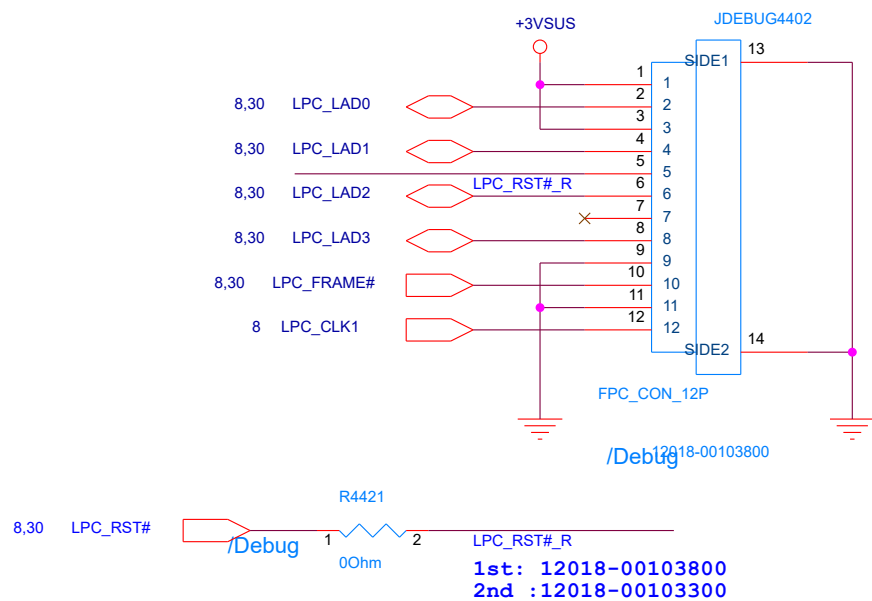 JDEBUG4402
+3VSUS
13
SIDE1
1 1
8,30 LPC_LAD0 2 2
3 3
8,30 LPC_LAD1 4 4
5 5
8,30 LPC_LAD2 LPC_RST#_R 6 6
7 7
8,30 LPC_LAD3 8 8
9 9
8,30 LPC_FRAME# 10 10
11 11
8 LPC_CLK1 12 12
14
SIDE2
FPC_CON_12P
/Debug 12018-00103800
R4421
8,30 LPC_RST# 1 2
/Debug LPC_RST#_R
0Ohm
1st: 12018-00103800
2nd :12018-00103300